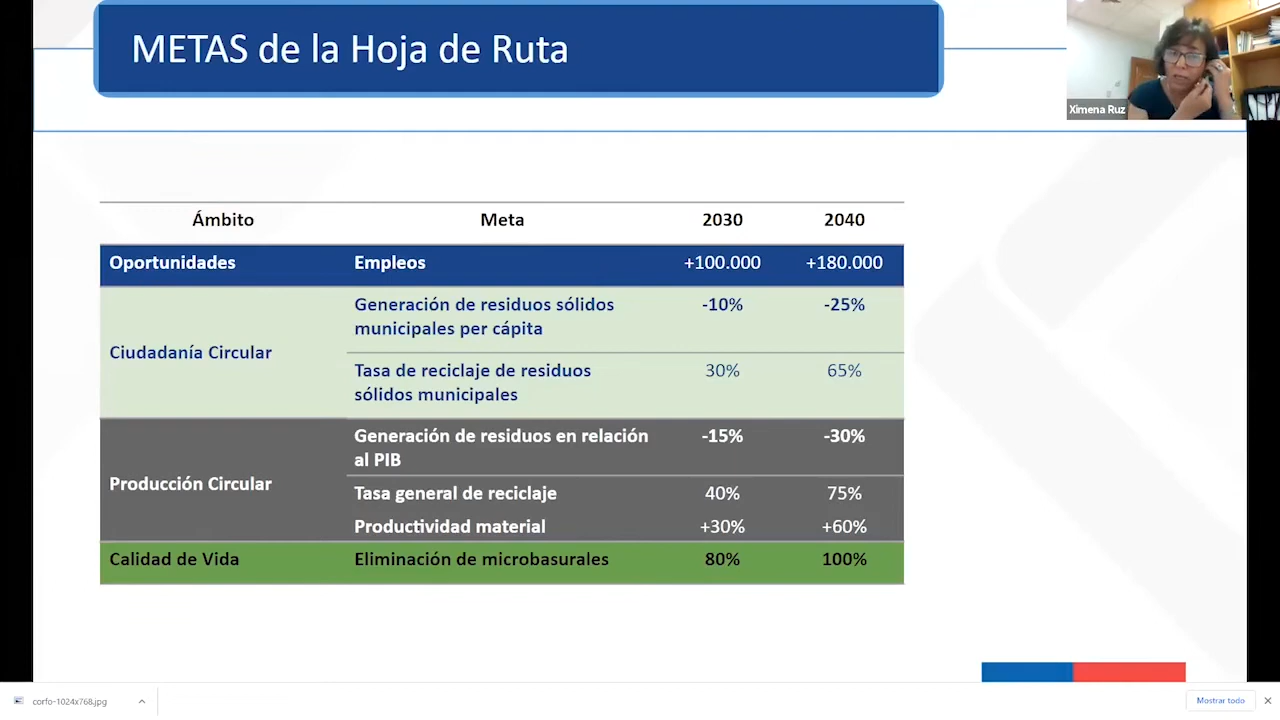 METAS de la Hoja de Ruta
Ximena Ruz
Ámbito Meta 2030 2040
Oportunidades Empleos +100.000 +180.000
Ciudadanía Circular
Generación de residuos sólidos
municipales per cápita
-10% -25%
Tasa de reciclaje de residuos
sólidos municipales
30% 65%
Producción Circular
Generación de residuos en relación
al PIB
-15% -30%
Tasa general de reciclaje 40% 75%
Productividad material +30% +60%
Calidad de Vida Eliminación de microbasurales 80% 100%
corfo-1024x768.jpg
Mostrar todo